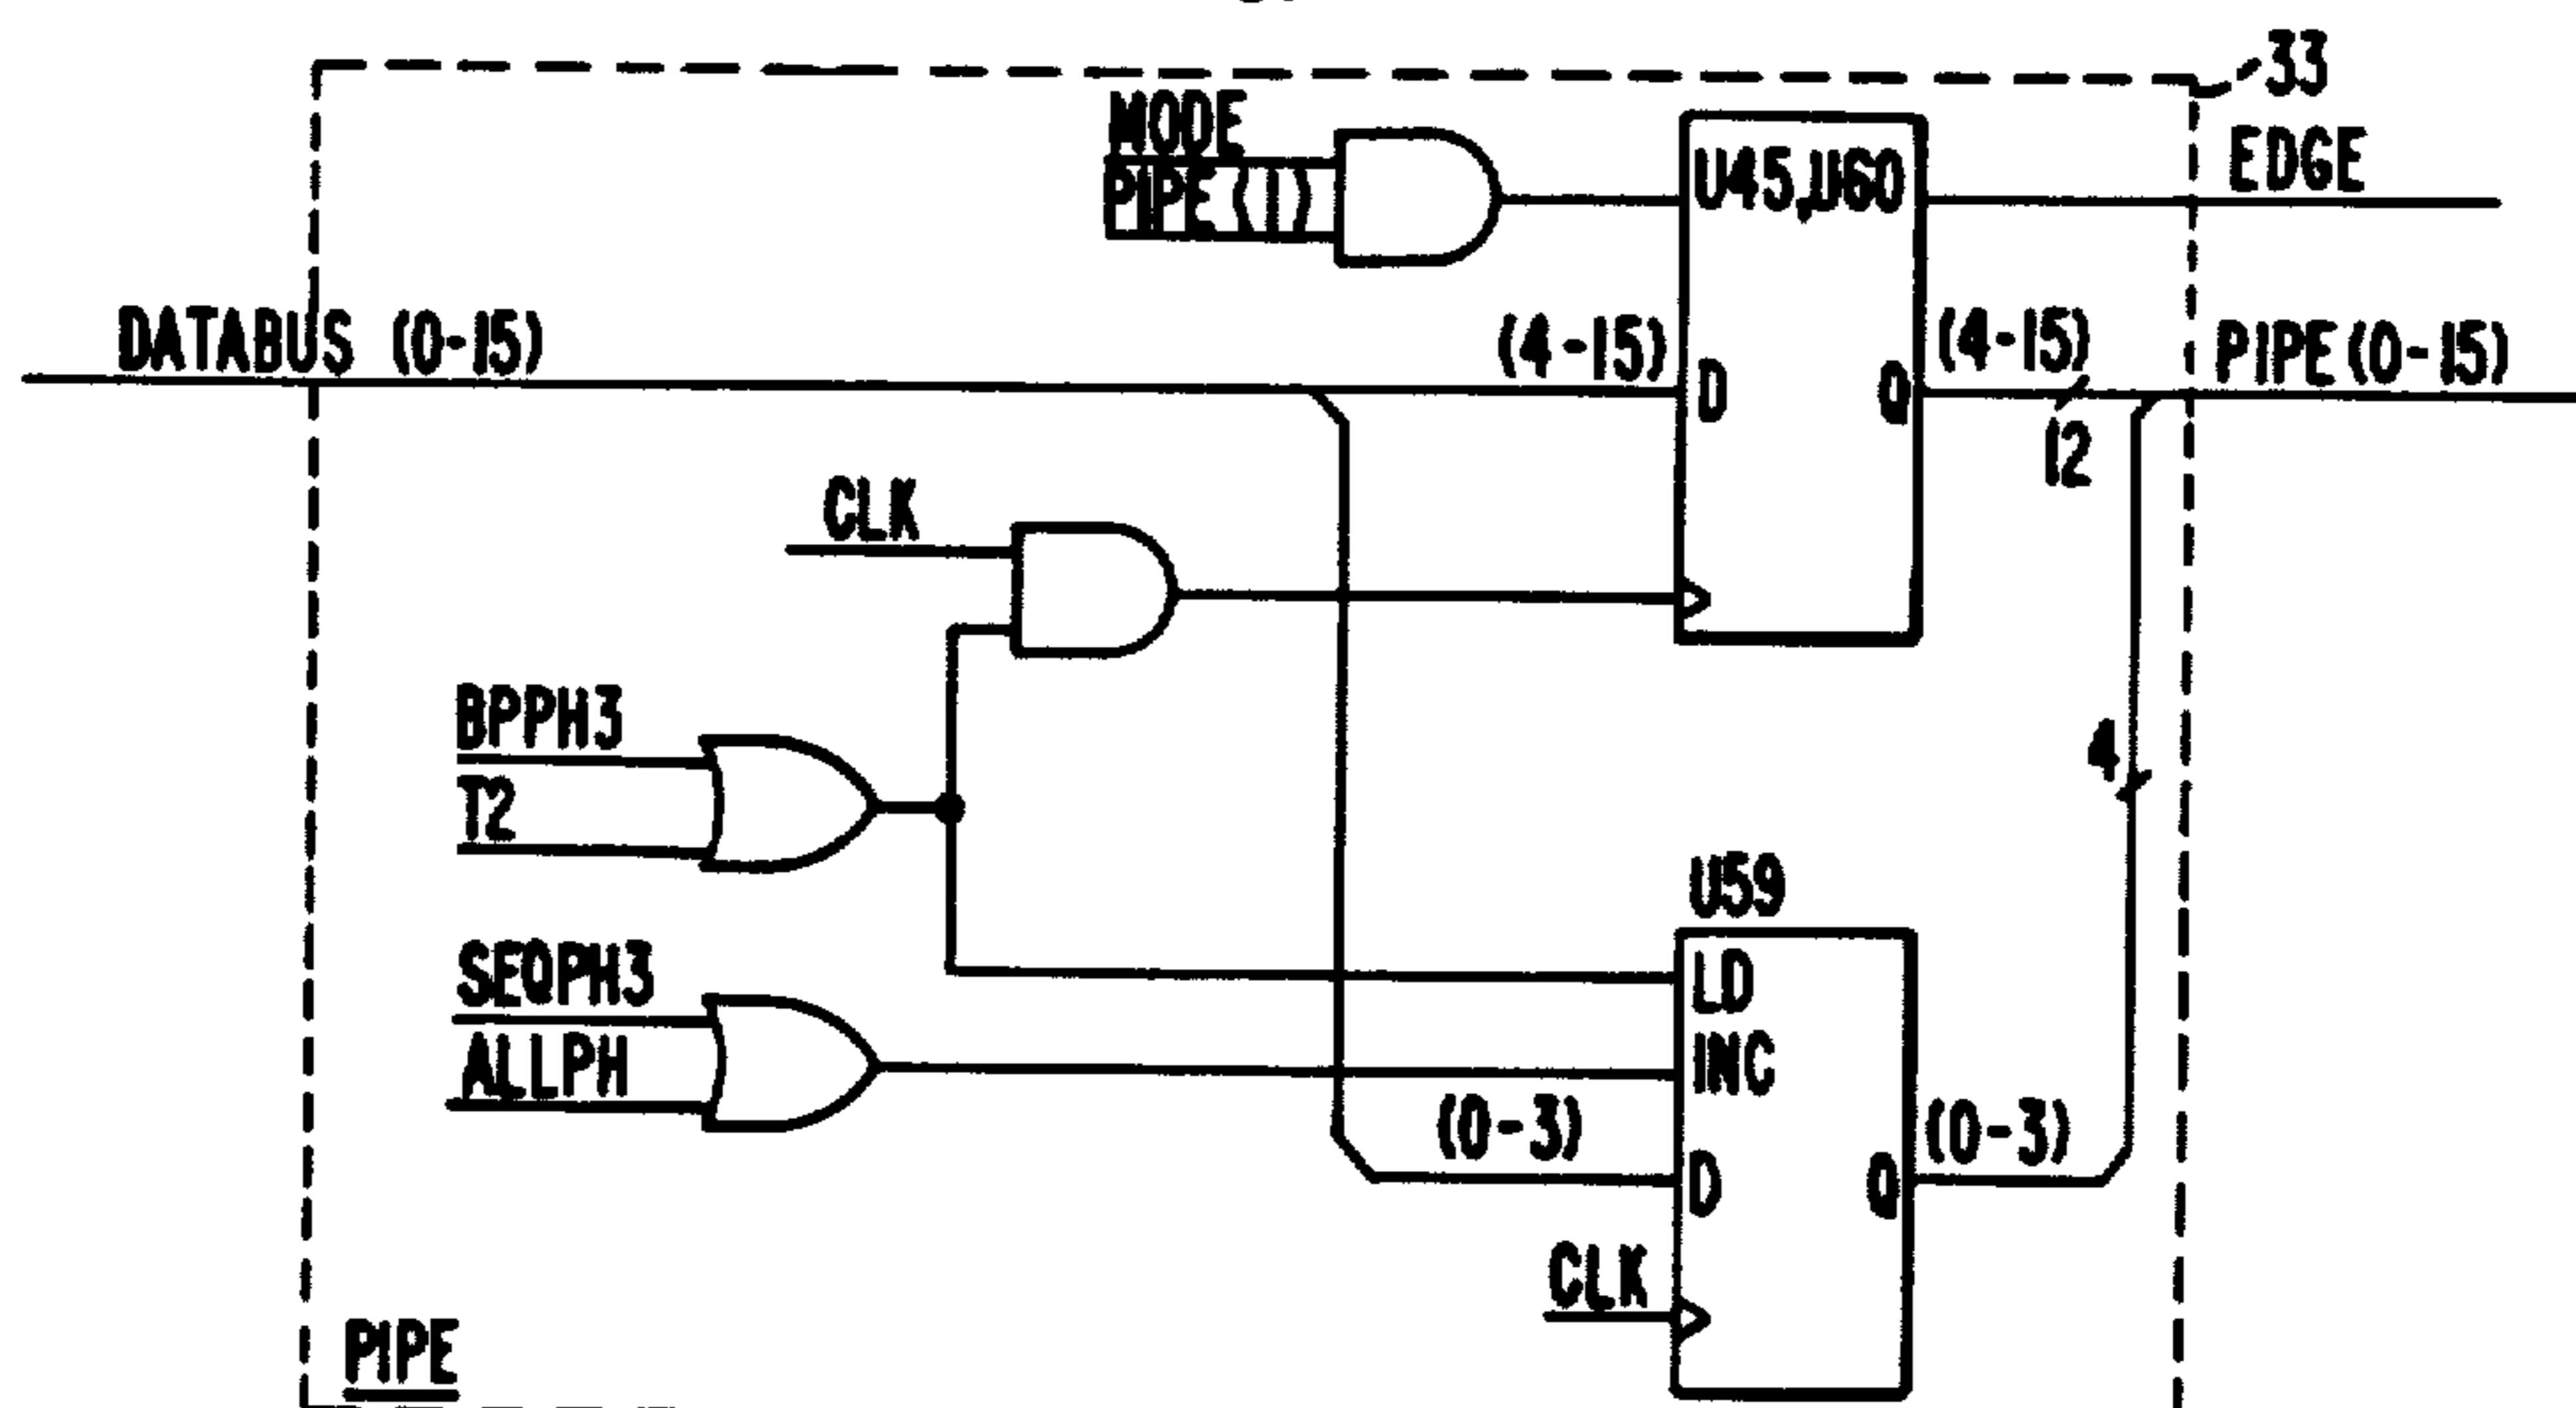 33
MODE
PIPE (1)
U45,U60
EDGE
DATABUS (0-15)
(4-15)
(4-15)
PIPE (0-15)
D
Q
12
CLK
BPPH3
T2
4
U59
SEQPH3
LD
ALLPH
INC
(0-3)
(0-3)
D
Q
CLK
PIPE